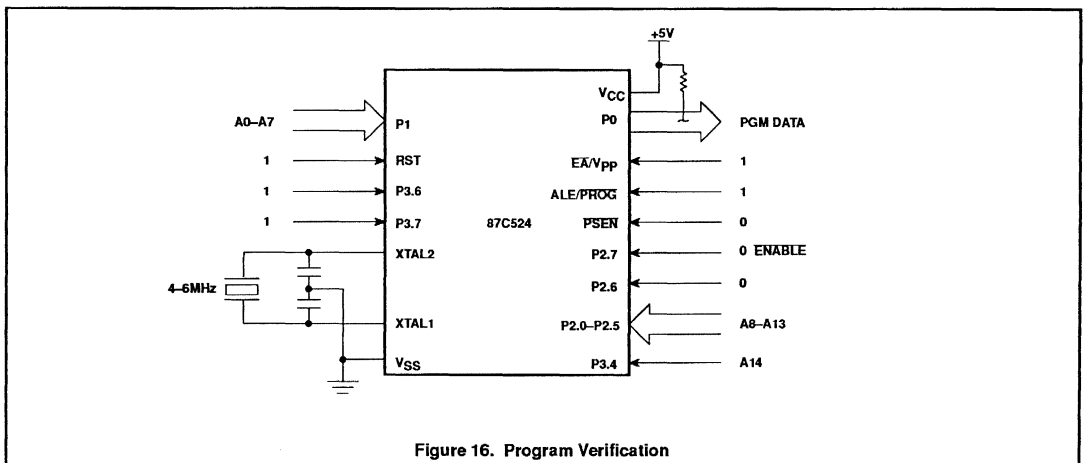 +5V
VCC
A0–A7
P1
P0
PGM DATA
1
RST
EA/VPP
1
1
P3.6
ALE/PROG
1
1
P3.7
87C524
PSEN
0
XTAL2
P2.7
0 ENABLE
4–6MHz
P2.6
0
XTAL1
P2.0–P2.5
A8–A13
VSS
P3.4
A14
Figure 16. Program Verification